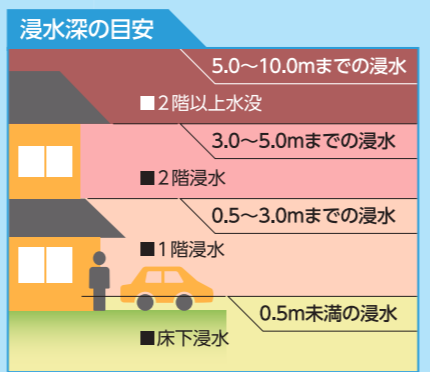 浸水深の目安
5.0～10.0mまでの浸水
■2階以上水没
3.0～5.0mまでの浸水
■2階浸水
0.5～3.0mまでの浸水
■1階浸水
0.5m未満の浸水
■床下浸水